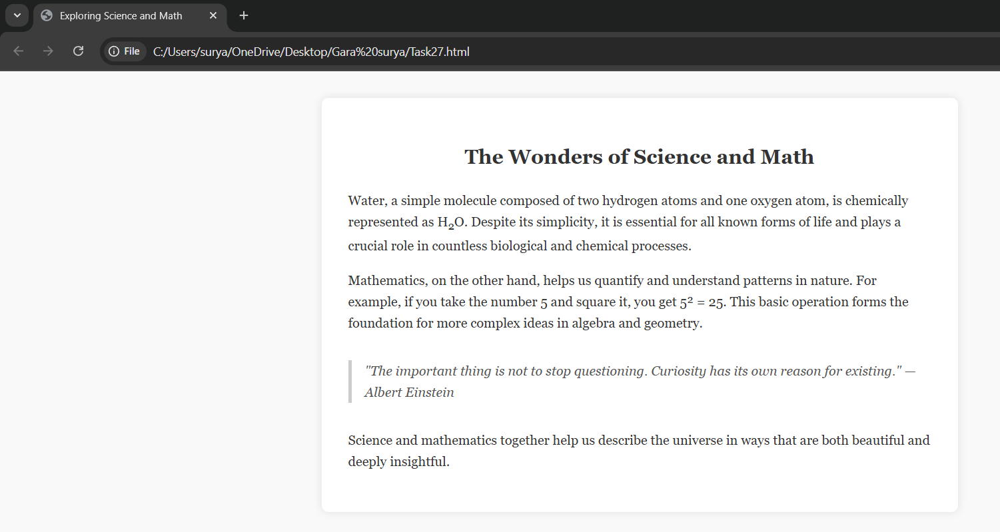 Exploring Science and Math
File C:/Users/surya/OneDrive/Desktop/Gara%20surya/Task27.html
The Wonders of Science and Math
Water, a simple molecule composed of two hydrogen atoms and one oxygen atom, is chemically
represented as H₂O. Despite its simplicity, it is essential for all known forms of life and plays a
crucial role in countless biological and chemical processes.
Mathematics, on the other hand, helps us quantify and understand patterns in nature. For
example, if you take the number 5 and square it, you get 5² = 25. This basic operation forms the
foundation for more complex ideas in algebra and geometry.
"The important thing is not to stop questioning. Curiosity has its own reason for existing." —
Albert Einstein
Science and mathematics together help us describe the universe in ways that are both beautiful and
deeply insightful.